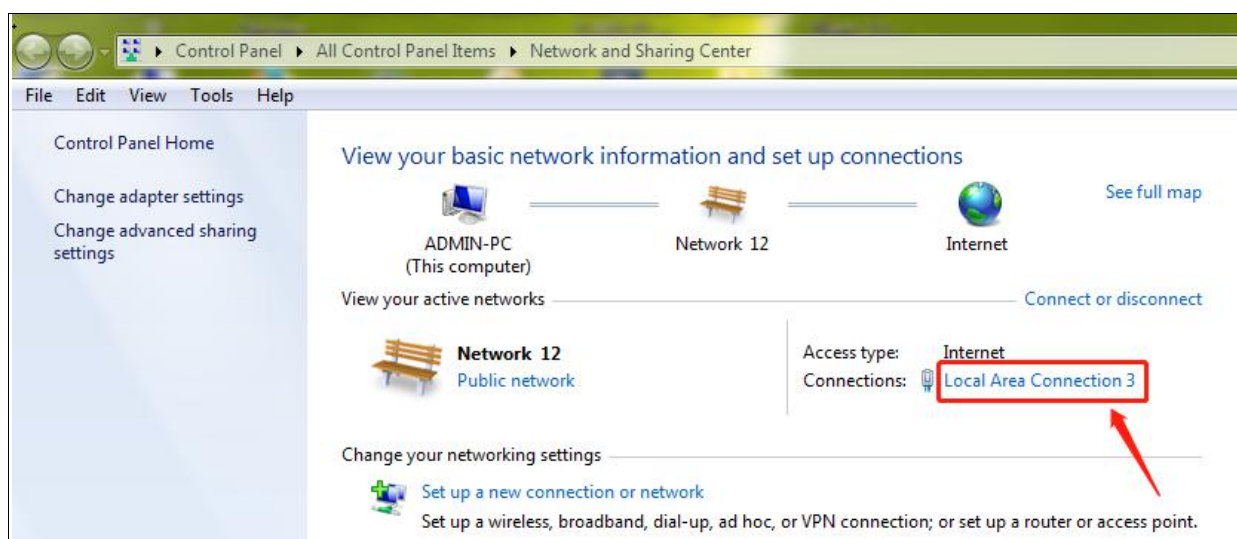 Control Panel ▸ All Control Panel Items ▸ Network and Sharing Center
File Edit View Tools Help
Control Panel Home
Change adapter settings
Change advanced sharing
settings
View your basic network information and set up connections
See full map
ADMIN-PC
(This computer)
Network 12
Internet
View your active networks
Connect or disconnect
Network 12
Public network
Access type: Internet
Connections: Local Area Connection 3
Change your networking settings
Set up a new connection or network
Set up a wireless, broadband, dial-up, ad hoc, or VPN connection; or set up a router or access point.